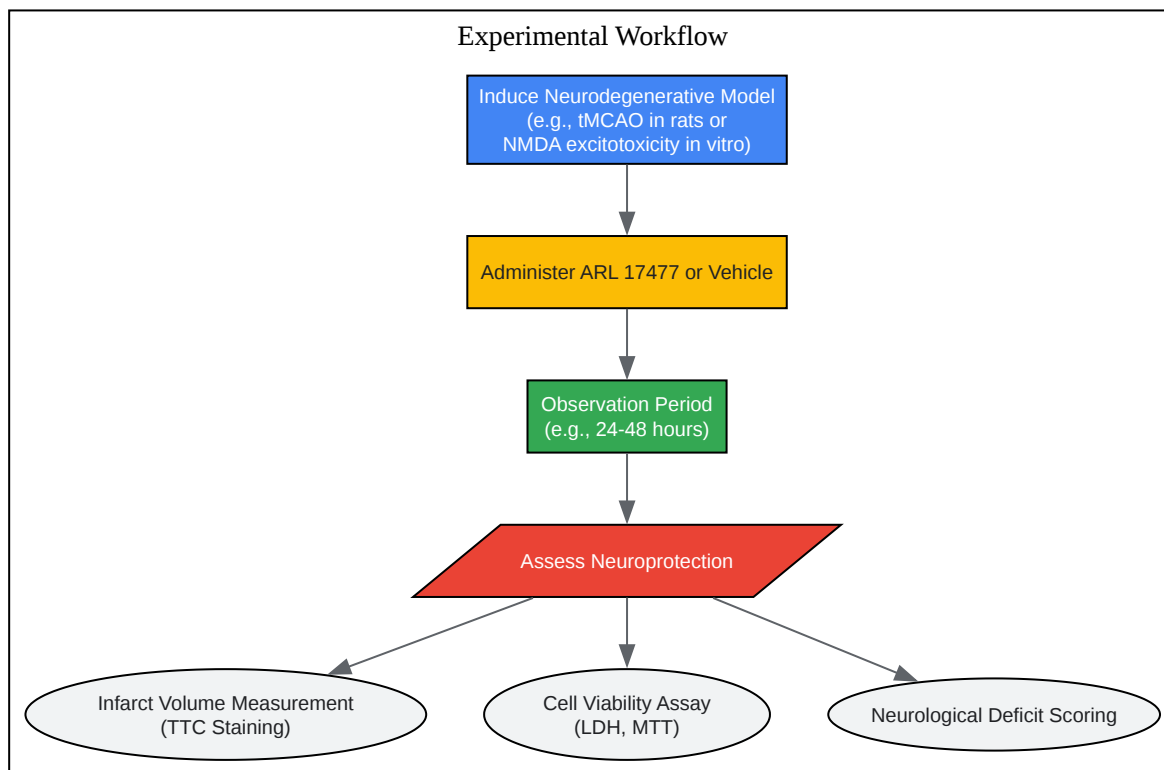 Experimental Workflow
Induce Neurodegenerative Model
(e.g., tMCAO in rats or
NMDA excitotoxicity in vitro)
Administer ARL 17477 or Vehicle
Observation Period
(e.g., 24-48 hours)
Assess Neuroprotection
Infarct Volume Measurement
(TTC Staining)
Cell Viability Assay
(LDH, MTT)
Neurological Deficit Scoring